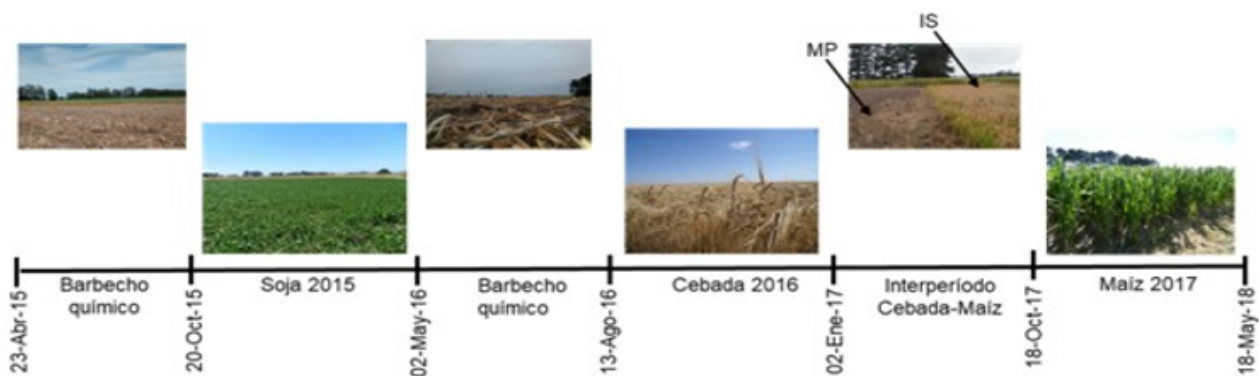 IS
MP
Barbecho
químico
Soja 2015
Barbecho
químico
Cebada 2016
Interperíodo
Cebada-Maíz
Maíz 2017
23-Abr-15
20-Oct-15
02-May-16
13-Ago-16
02-Ene-17
18-Oct-17
18-May-18